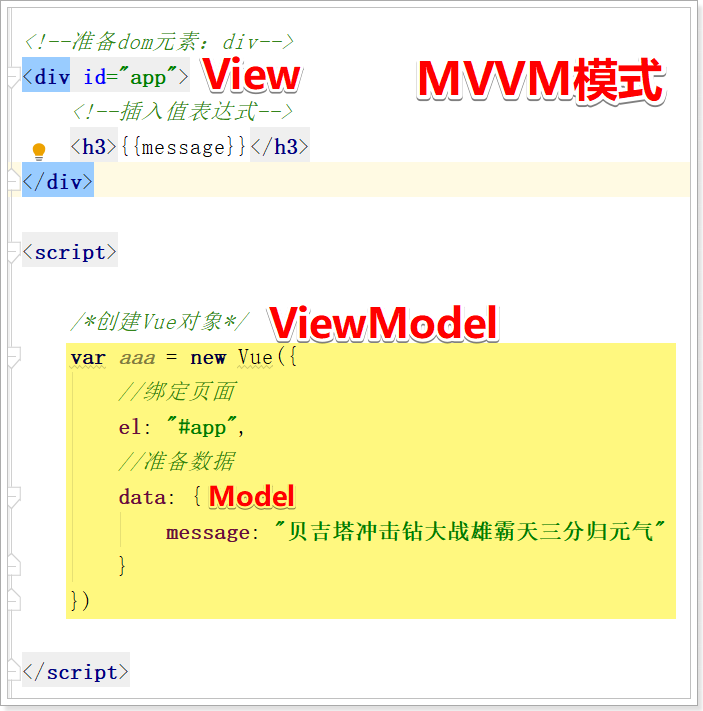 <!--准备dom元素：div-->
<div id="app"> View MVVM模式
<!--插入值表达式-->
<h3>{{message}}</h3>
</div>
<script>
/*创建Vue对象*/ ViewModel
var aaa = new Vue({
//绑定页面
el: "#app",
//准备数据
data: { Model
message: "贝吉塔冲击钻大战雄霸天三分归元气"
}
})
</script>